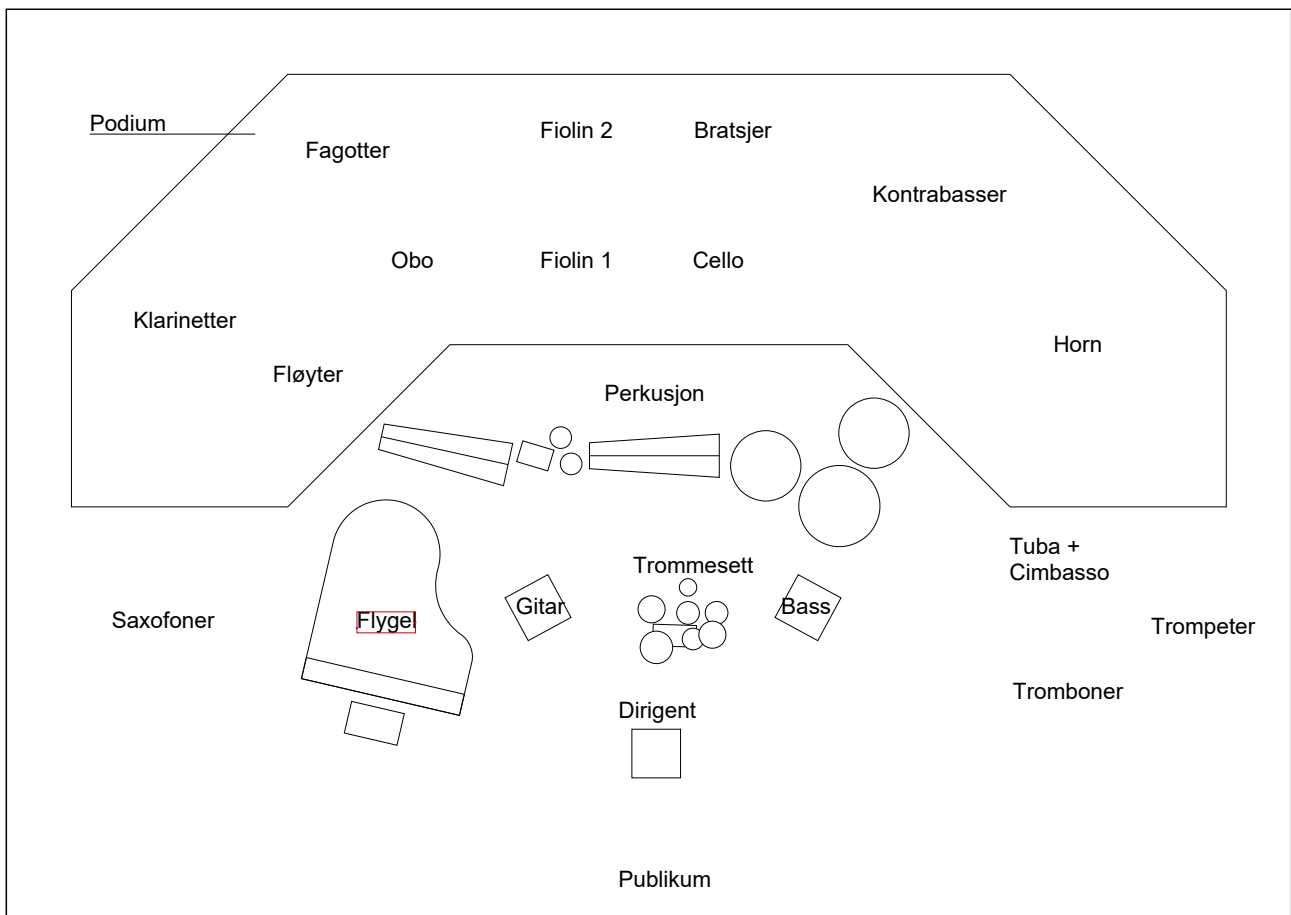 Podium
Fiolin 2
Bratsjer
Fagotter
Kontrabasser
Obo
Fiolin 1
Cello
Klarinetter
Horn
Fløyter
Perkusjon
Tuba +
Cimbasso
Trommesett
Gitar
Bass
Saxofoner
Flygel
Trompeter
Tromboner
Dirigent
Publikum